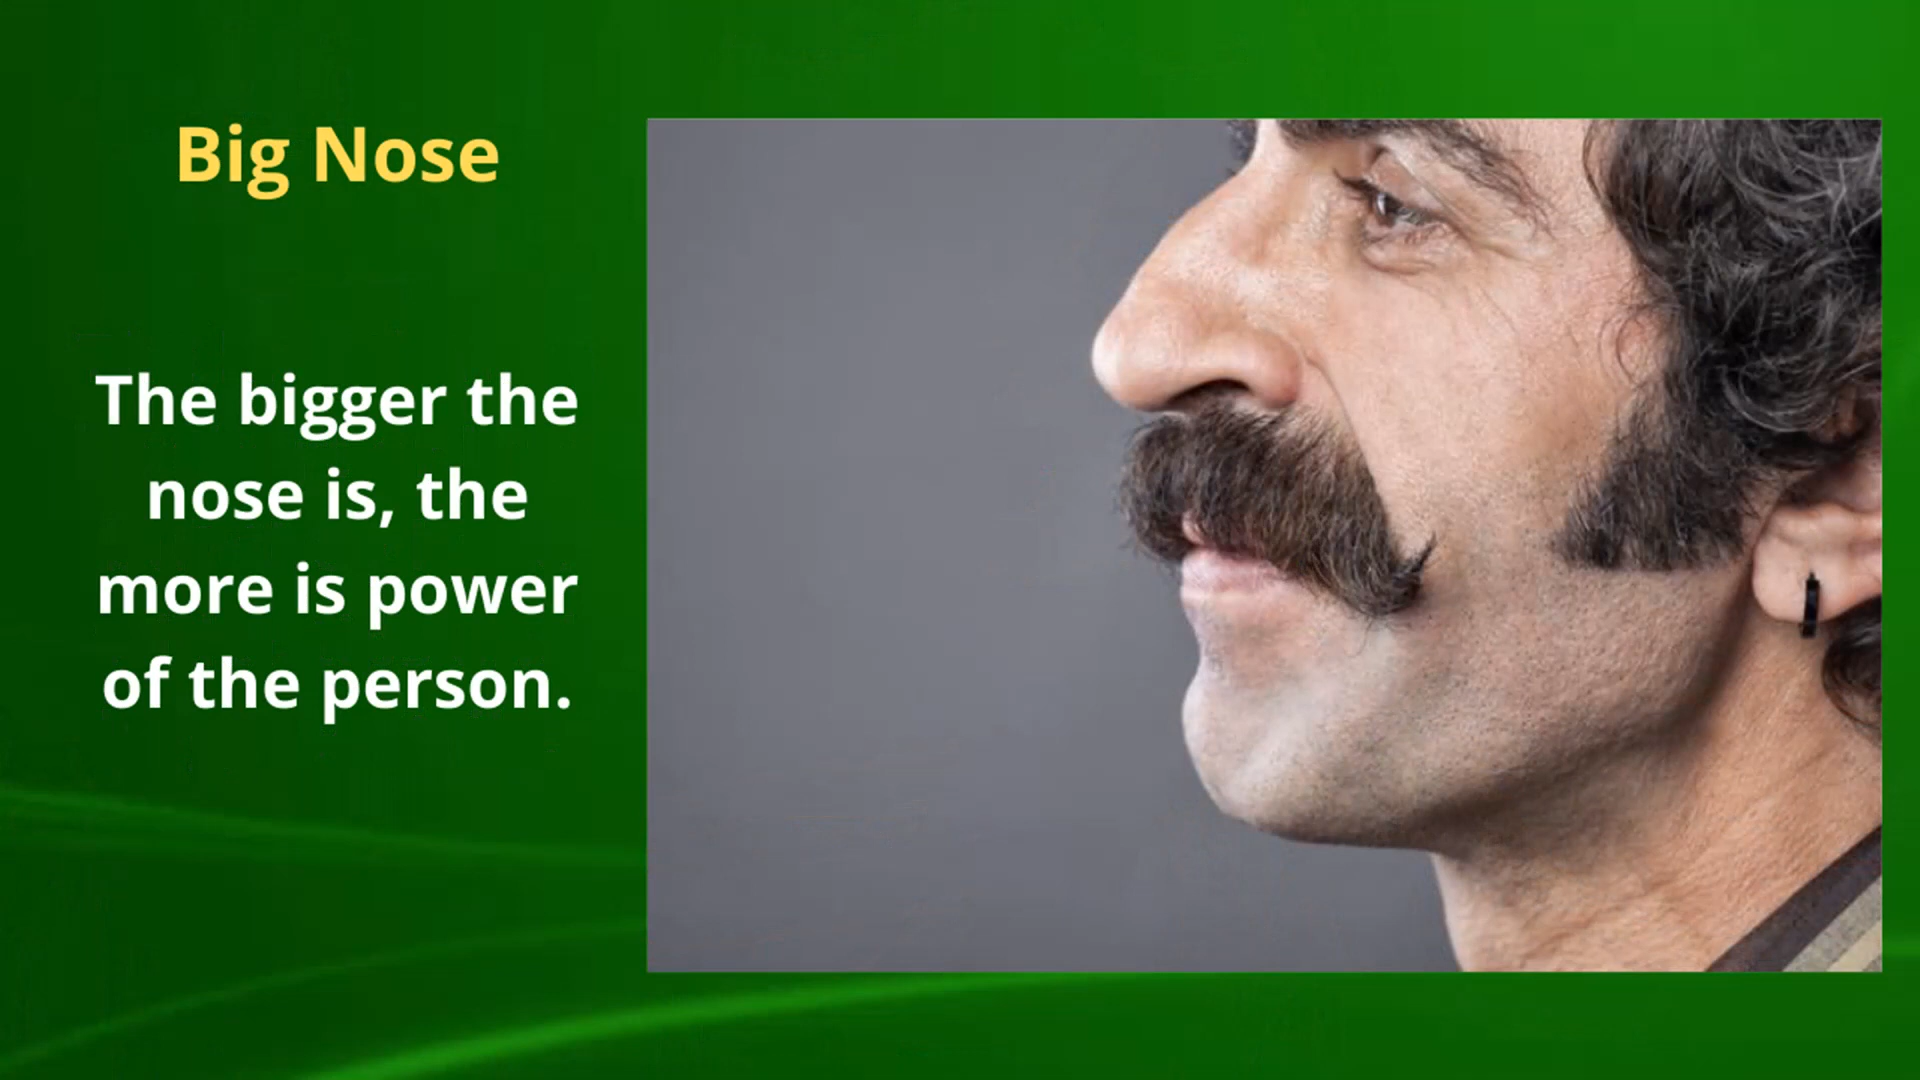 Big Nose
The bigger the
nose is, the
more is power
of the person.